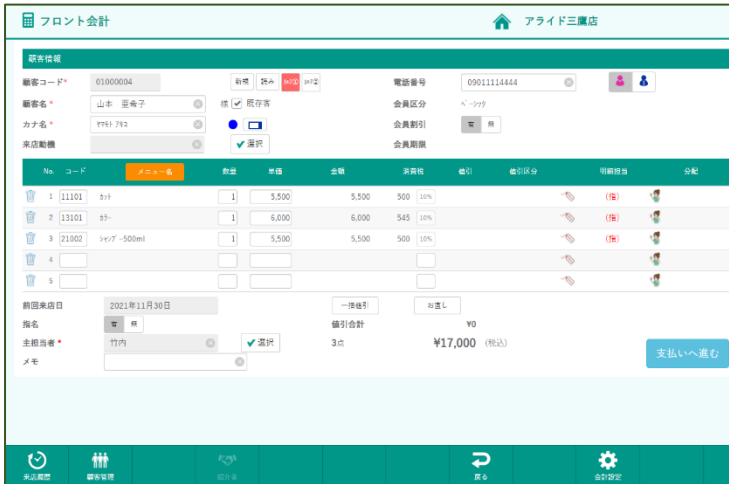 フロント会計 アライド三鷹店
顧客情報
顧客コード* 01000004 新規 読み 電話番号 09011114444
顧客名* 山本 亜希子 様 既存客 会員区分 ベーシック
カナ名* ヤマモト アキコ 会員割引 有 無
来店動機 選択 会員期限
No. コード メニュー名 数量 単価 金額 消費税 値引 値引区分 明細担当 分配
1 11101 カット 1 5,500 5,500 500 10% (指)
2 13101 カラー 1 6,000 6,000 545 10% (指)
3 21002 シャンプー500ml 1 5,500 5,500 500 10% (指)
4
5
前回来店日 2021年11月30日 一括値引 お直し
指名 有 無 値引合計 ¥0
主担当者* 竹内 選択 3点 ¥17,000 (税込)
支払いへ進む
メモ
来店履歴 顧客管理 紹介者 戻る 会計設定